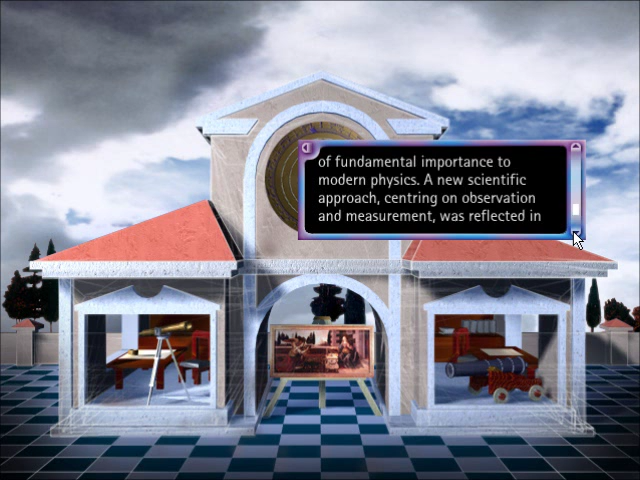 of fundamental importance to
modern physics. A new scientific
approach, centring on observation
and measurement, was reflected in